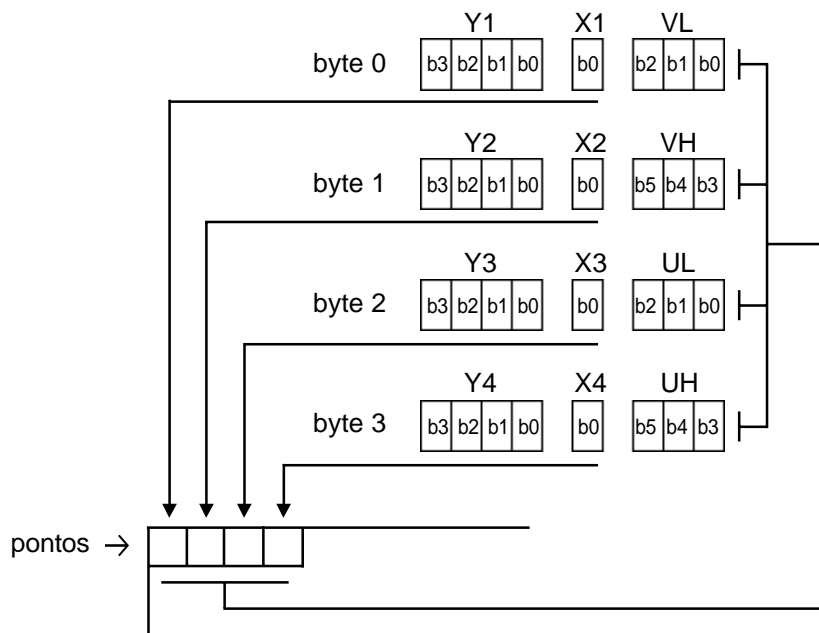 Y1 X1 VL
byte 0 b3 b2 b1 b0 b0 b2 b1 b0
Y2 X2 VH
byte 1 b3 b2 b1 b0 b0 b5 b4 b3
Y3 X3 UL
byte 2 b3 b2 b1 b0 b0 b2 b1 b0
Y4 X4 UH
byte 3 b3 b2 b1 b0 b0 b5 b4 b3
pontos →